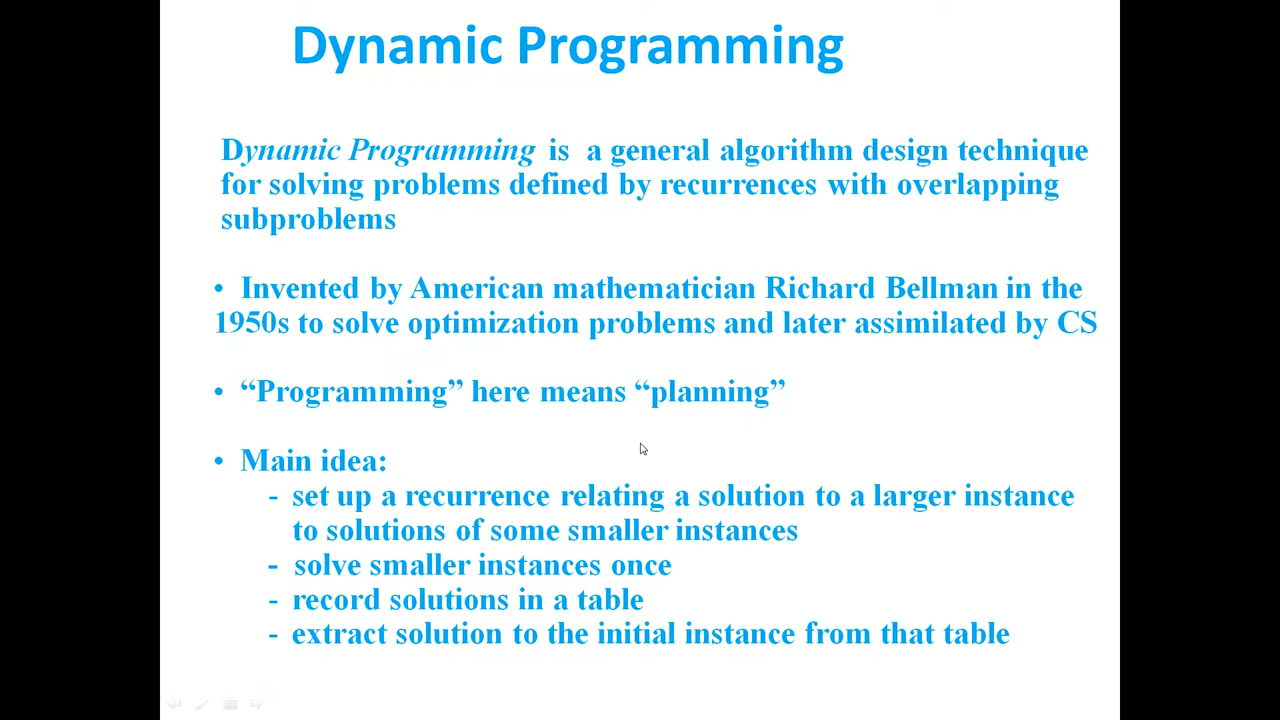 Dynamic Programming
Dynamic Programming is a general algorithm design technique
for solving problems defined by recurrences with overlapping
subproblems
• Invented by American mathematician Richard Bellman in the
1950s to solve optimization problems and later assimilated by CS
• “Programming” here means “planning”
• Main idea:
- set up a recurrence relating a solution to a larger instance
to solutions of some smaller instances
- solve smaller instances once
- record solutions in a table
- extract solution to the initial instance from that table